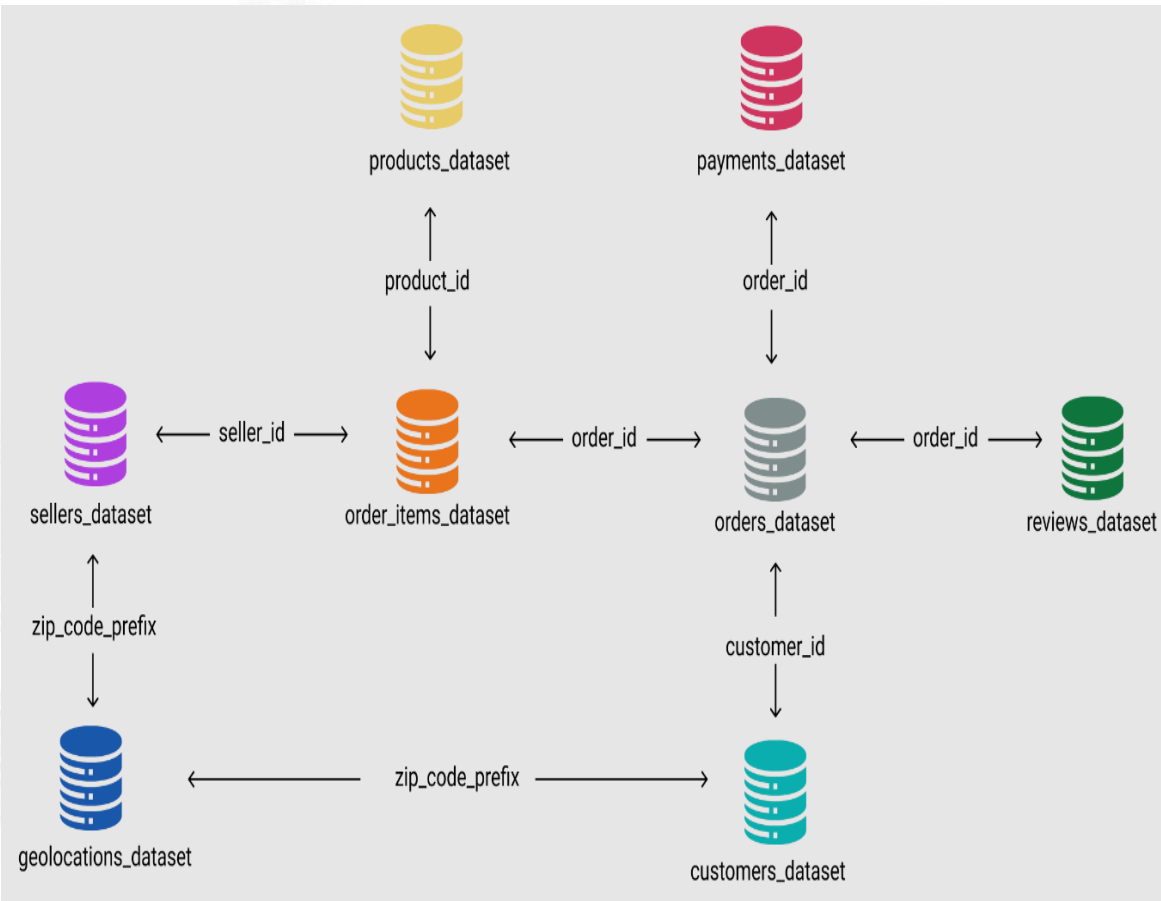 products_dataset
payments_dataset
product_id
order_id
seller_id
order_id
order_id
sellers_dataset
order_items_dataset
orders_dataset
reviews_dataset
zip_code_prefix
customer_id
zip_code_prefix
geolocations_dataset
customers_dataset